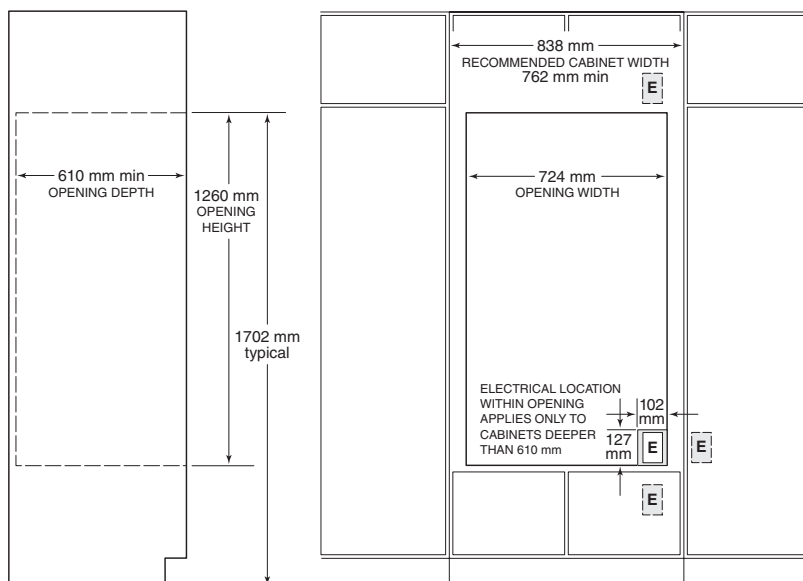 610 mm min
OPENING DEPTH
1260 mm
OPENING
HEIGHT
1702 mm
typical
838 mm
RECOMMENDED CABINET WIDTH
762 mm min
E
724 mm
OPENING WIDTH
ELECTRICAL LOCATION
WITHIN OPENING
APPLIES ONLY TO
CABINETS DEEPER
THAN 610 mm
102
mm
127
mm
E
E
E